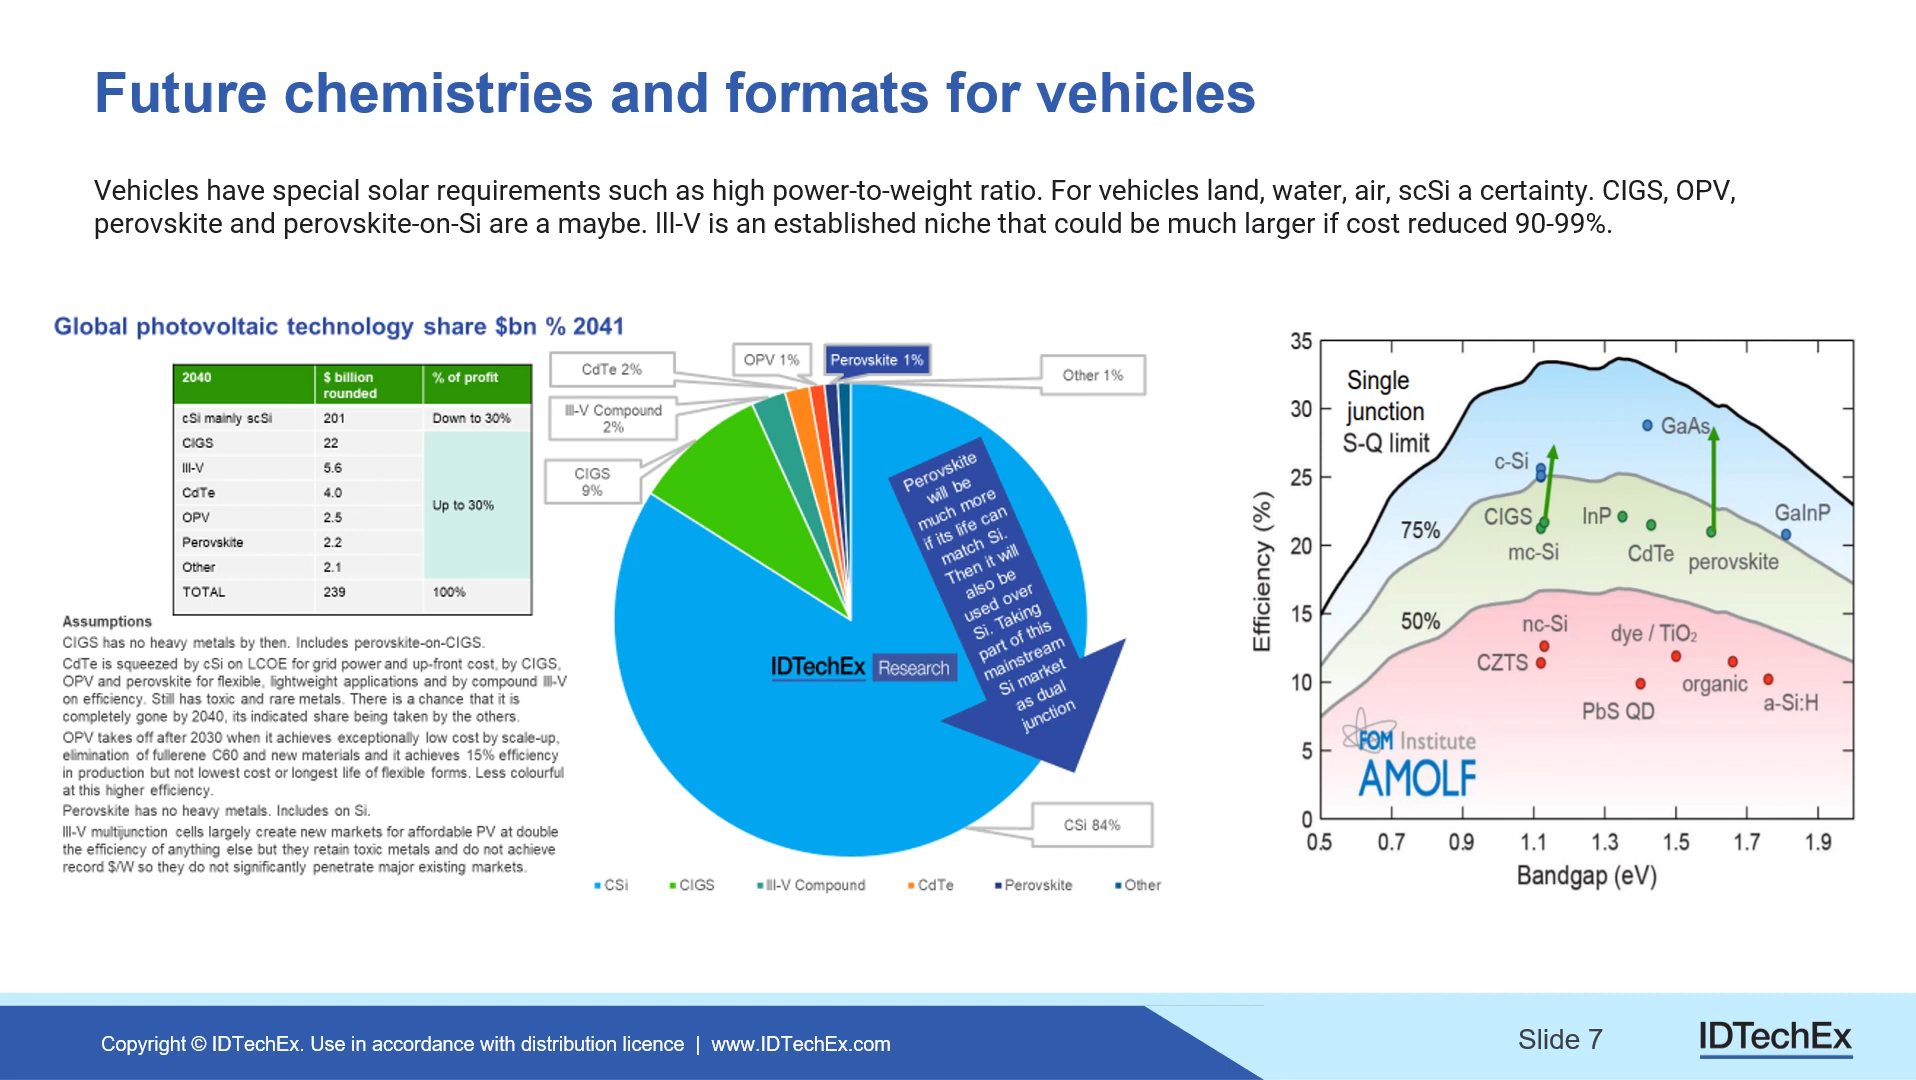 Future chemistries and formats for vehicles
Vehicles have special solar requirements such as high power-to-weight ratio. For vehicles land, water, air, scSi a certainty. CIGS, OPV,
perovskite and perovskite-on-Si are a maybe. lll-V is an established niche that could be much larger if cost reduced 90-99%.
Global photovoltaic technology share $bn % 2041
2040 $ billion rounded % of profit
cSi mainly scSi 201 Down to 30%
CIGS 22
III-V 5.6
CdTe 4.0
OPV 2.5
Up to 30%
Perovskite 2.2
Other 2.1
TOTAL 239 100%
Assumptions
CIGS has no heavy metals by then. Includes perovskite-on-CIGS.
CdTe is squeezed by cSi on LCOE for grid power and up-front cost, by CIGS,
OPV and perovskite for flexible, lightweight applications and by compound III-V
on efficiency. Still has toxic and rare metals. There is a chance that it is
completely gone by 2040, its indicated share being taken by the others.
OPV takes off after 2030 when it achieves exceptionally low cost by scale-up,
elimination of fullerene C60 and new materials and it achieves 15% efficiency
in production but not lowest cost or longest life of flexible forms. Less colourful
at this higher efficiency.
Perovskite has no heavy metals. Includes on Si.
III-V multijunction cells largely create new markets for affordable PV at double
the efficiency of anything else but they retain toxic metals and do not achieve
record $/W so they do not significantly penetrate major existing markets.
CdTe 2%
OPV 1%
Perovskite 1%
Other 1%
III-V Compound
2%
CIGS
9%
Perovskite
will be
much more
if its life can
match Si.
Then it will
also be
used over
Si. Taking
part of this
mainstream
Si market
as dual
junction
IDTechEx Research
CSi 84%
CSi CIGS III-V Compound CdTe Perovskite Other
Efficiency (%)
35
30
25
20
15
10
5
0
Single
junction
S-Q limit
GaAs
c-Si
75%
CIGS
InP
GaInP
mc-Si
CdTe
perovskite
50%
nc-Si
dye / TiO₂
CZTS
organic
PbS QD
a-Si:H
FOM Institute
AMOLF
0.5 0.7 0.9 1.1 1.3 1.5 1.7 1.9
Bandgap (eV)
Copyright © IDTechEx. Use in accordance with distribution licence | www.IDTechEx.com
Slide 7
IDTechEx